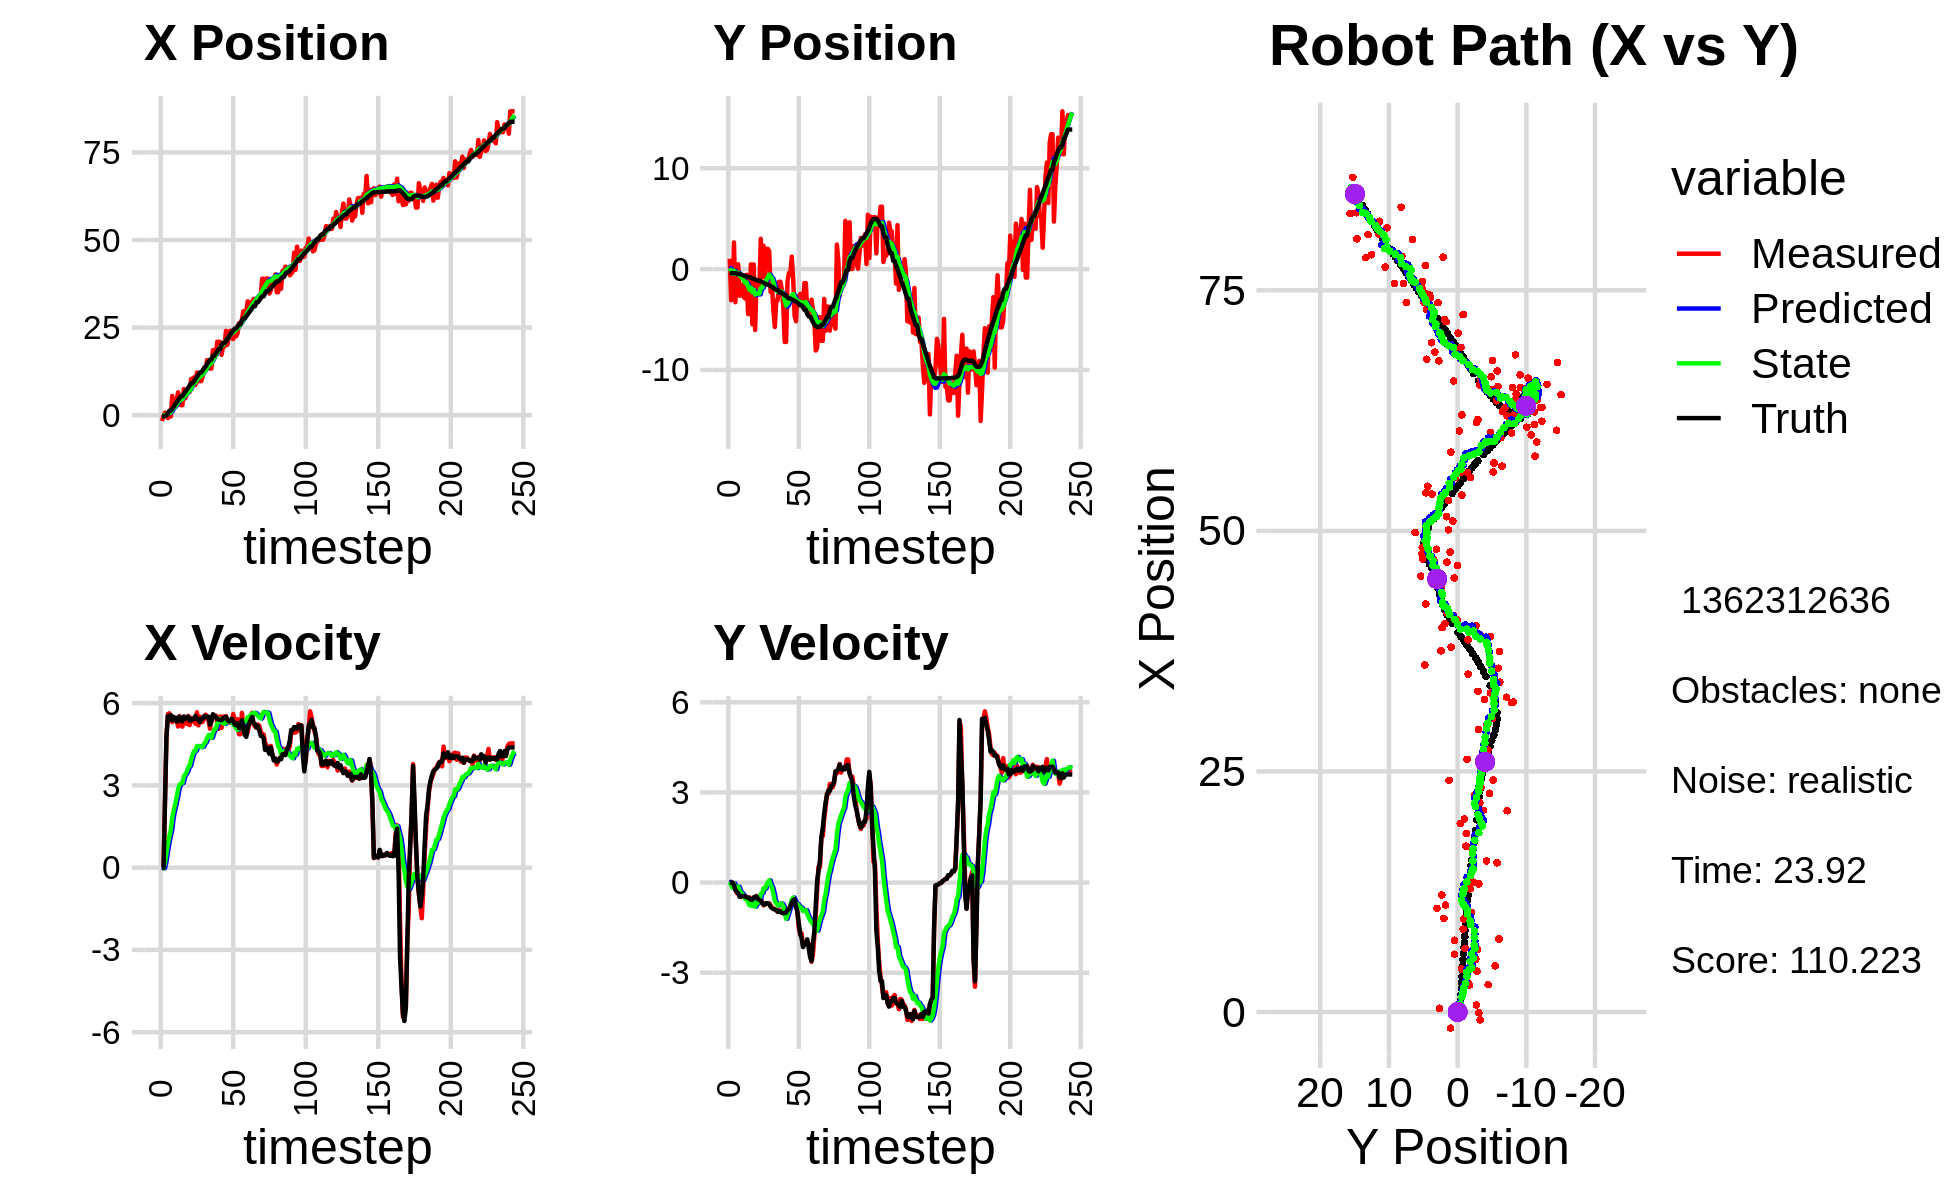 X Position
75
50
25
0
0 50 100 150 200 250
timestep
Y Position
10
0
-10
0 50 100 150 200 250
timestep
X Velocity
6
3
0
-3
-6
0 50 100 150 200 250
timestep
Y Velocity
6
3
0
-3
0 50 100 150 200 250
timestep
Robot Path (X vs Y)
X Position
75
50
25
0
20 10 0 -10 -20
Y Position
variable
Measured
Predicted
State
Truth
1362312636
Obstacles: none
Noise: realistic
Time: 23.92
Score: 110.223